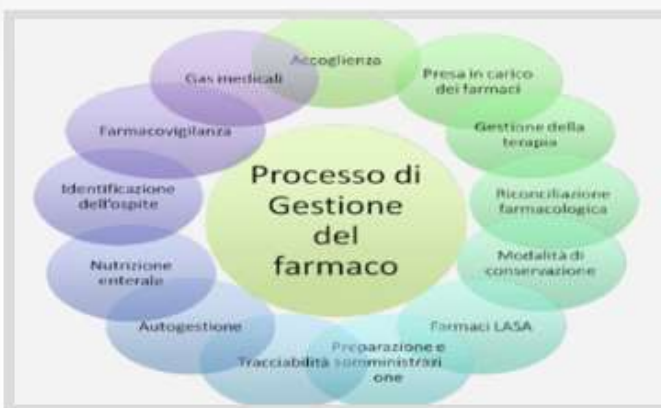 Processo di
Gestione
del
farmaco
Accoglienza
Presa in carico
dei farmaci
Gestione della
terapia
Riconciliazione
farmacologica
Modalità di
conservazione
Farmaci LASA
Preparazione e
somministrazi
one
Tracciabilità
Autogestione
Nutrizione
enterale
Identificazione
dell'ospite
Farmacovigilanza
Gas medicali